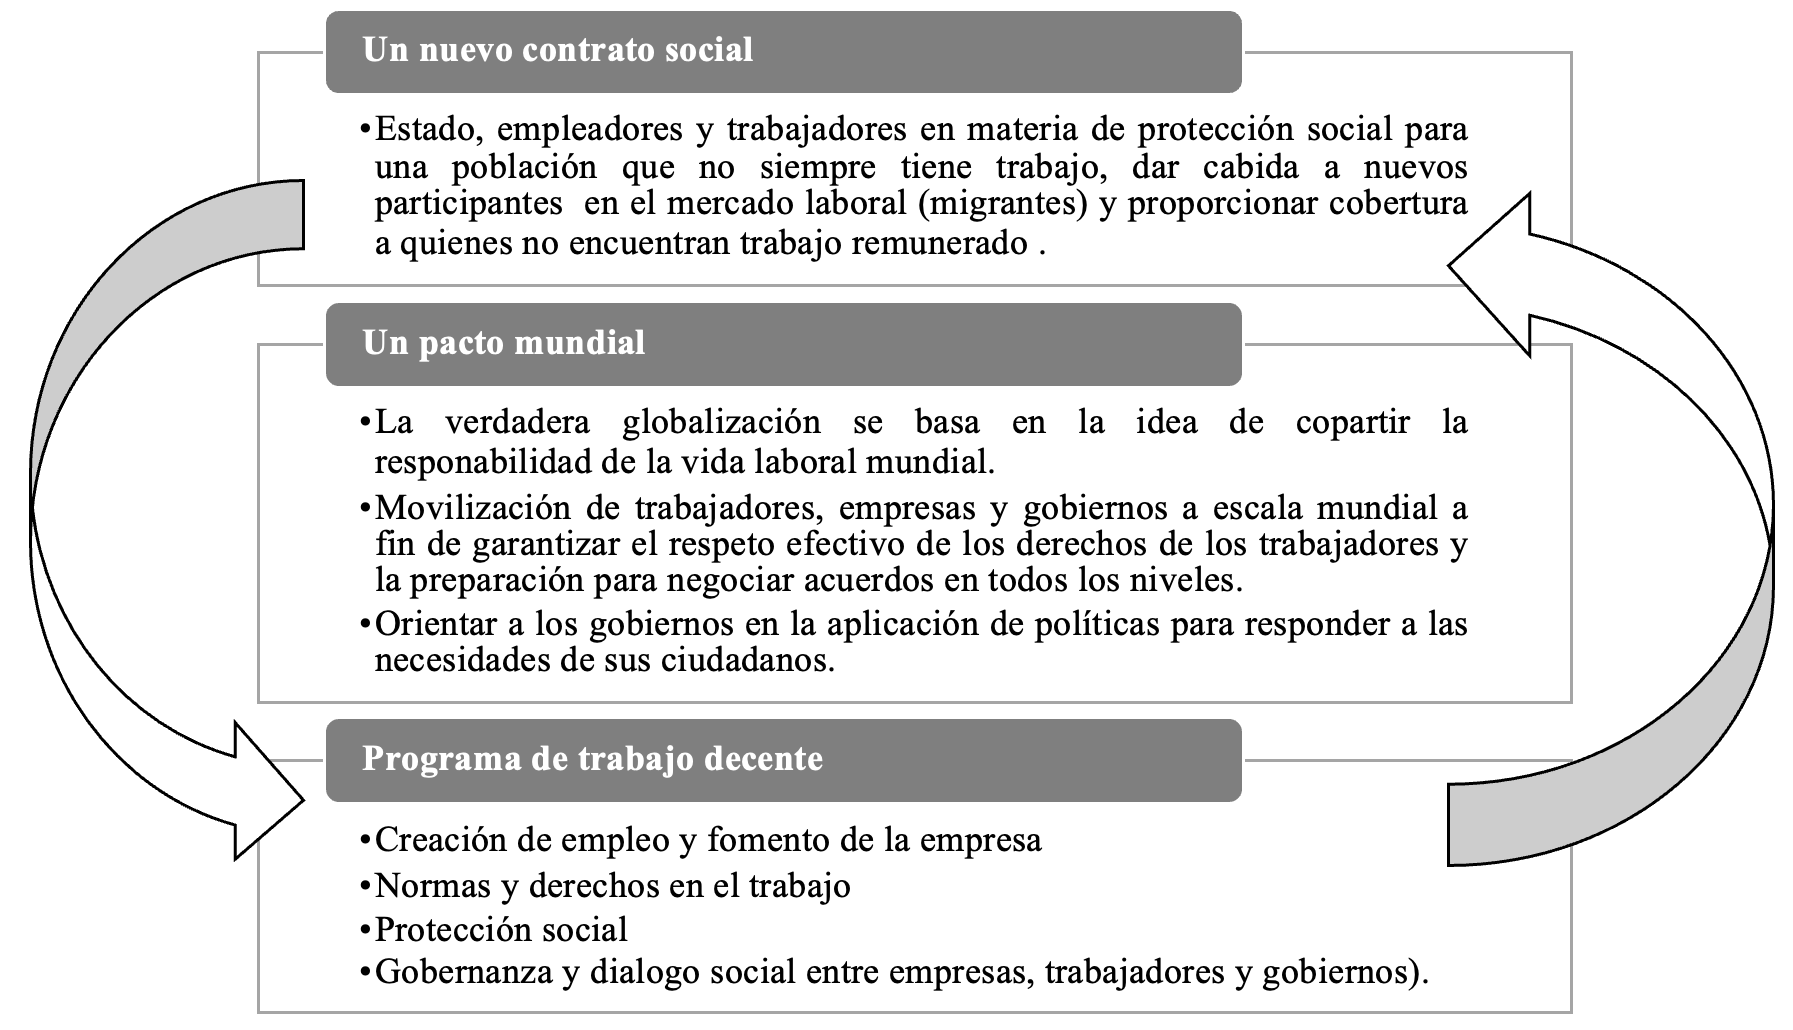 Un nuevo contrato social
•Estado, empleadores y trabajadores en materia de protección social para
una población que no siempre tiene trabajo, dar cabida a nuevos
participantes en el mercado laboral (migrantes) y proporcionar cobertura
a quienes no encuentran trabajo remunerado .
Un pacto mundial
•La verdadera globalización se basa en la idea de copartir la
responabilidad de la vida laboral mundial.
•Movilización de trabajadores, empresas y gobiernos a escala mundial a
fin de garantizar el respeto efectivo de los derechos de los trabajadores y
la preparación para negociar acuerdos en todos los niveles.
•Orientar a los gobiernos en la aplicación de políticas para responder a las
necesidades de sus ciudadanos.
Programa de trabajo decente
•Creación de empleo y fomento de la empresa
•Normas y derechos en el trabajo
•Protección social
•Gobernanza y dialogo social entre empresas, trabajadores y gobiernos).